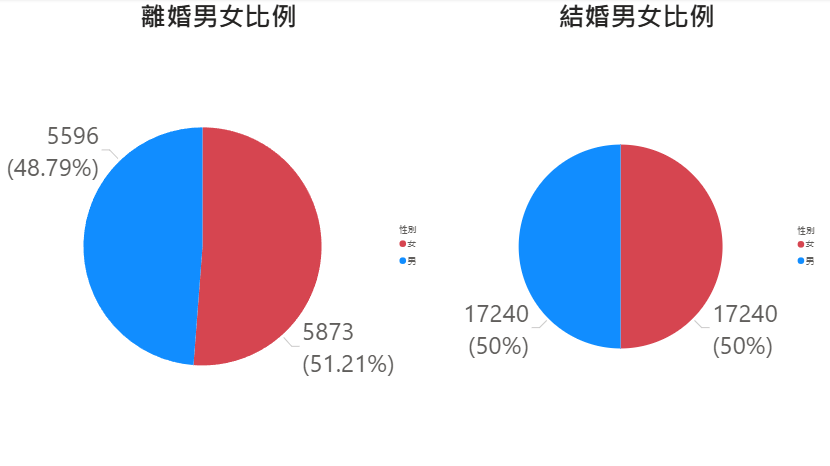 離婚男女比例
5596
(48.79%)
5873
(51.21%)
性別
女
男
結婚男女比例
17240
(50%)
17240
(50%)
性別
女
男